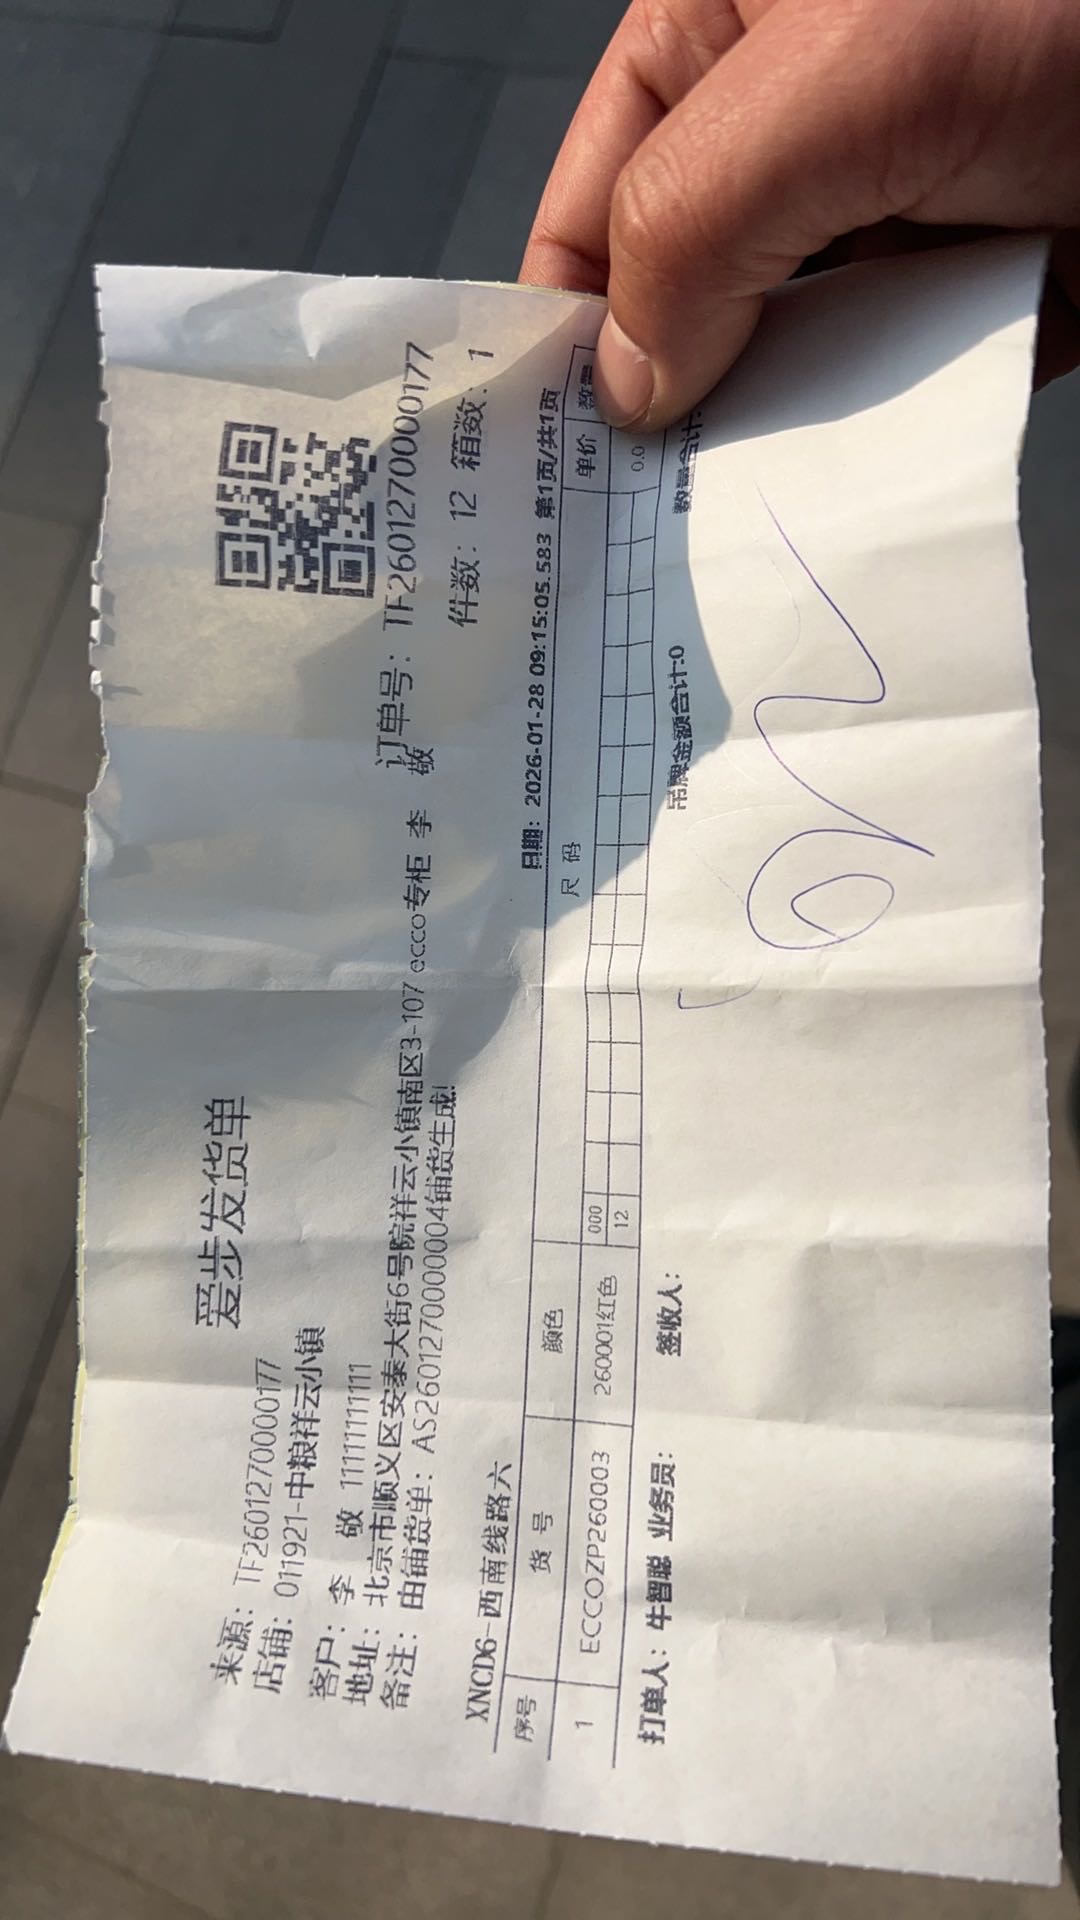 爱步发货单
来源：TF2601270000177
店铺：011921-中粮祥云小镇
客户：李 敬 11111111111 订单号：TF2601270000177
地址：北京市顺义区安泰大街6号院祥云小镇南区3-107 ecco专柜 李 敬
备注：由铺货单：AS2601270000004铺货生成! 件数：12 箱数：1
XNCD6-西南线路六 日期：2026-01-28 09:15:05.583 第1页/共1页
序号 货 号 颜色 尺 码 单价 数量
1 ECCOZP260003 260001红色 000 0.0
12
打单人：牛智聪 业务员： 签收人： 吊牌金额合计:0 数量合计: